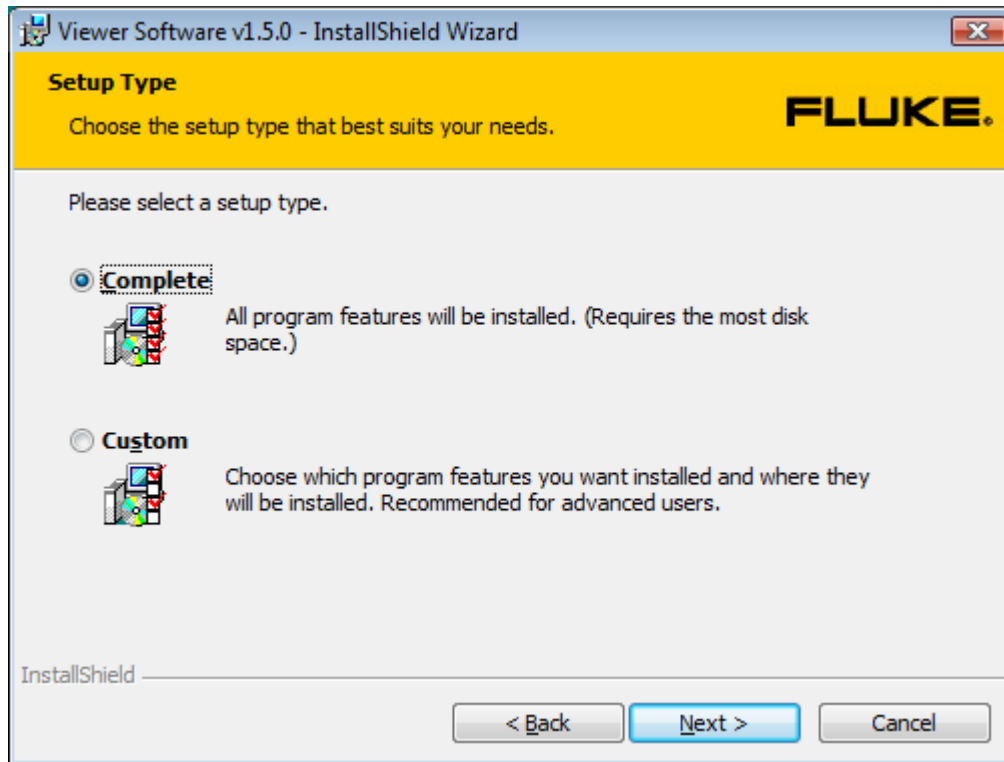 Viewer Software v1.5.0 - InstallShield Wizard
Setup Type
Choose the setup type that best suits your needs.
FLUKE®
Please select a setup type.
Complete
All program features will be installed. (Requires the most disk
space.)
Custom
Choose which program features you want installed and where they
will be installed. Recommended for advanced users.
InstallShield
< Back
Next >
Cancel